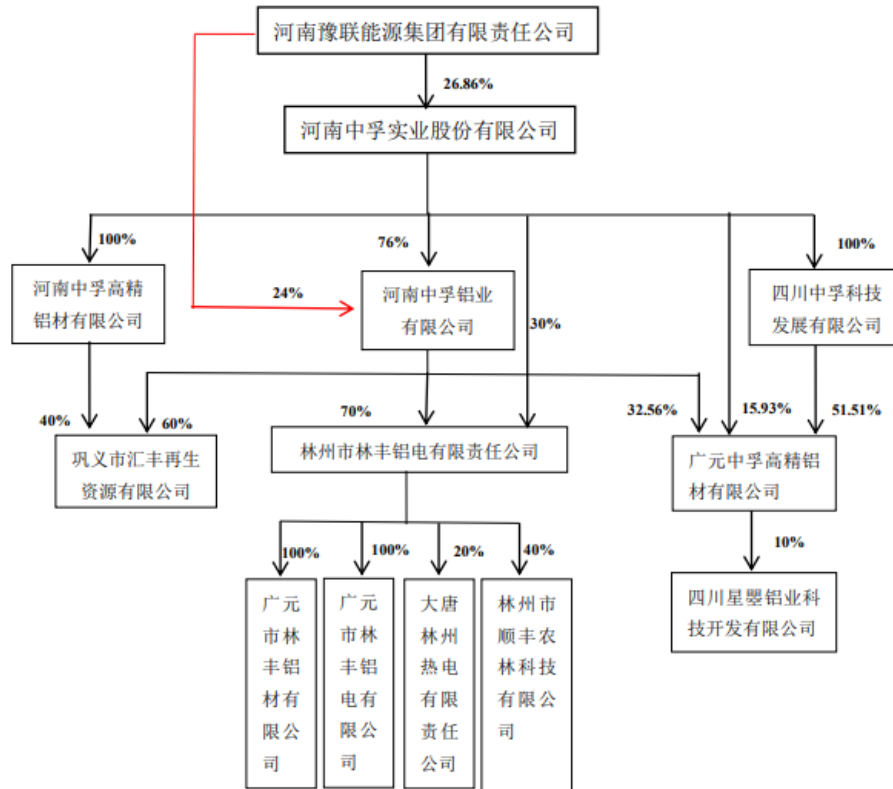 河南豫联能源集团有限责任公司
26.86%
河南中孚实业股份有限公司
100%
76%
100%
河南中孚高精
铝材有限公司
24%
河南中孚铝业
有限公司
30%
四川中孚科技
发展有限公司
40%
60%
70%
32.56%
15.93%
51.51%
巩义市汇丰再生
资源有限公司
林州市林丰铝电有限责任公司
广元中孚高精铝
材有限公司
100%
100%
20%
40%
10%
广元
市林
丰铝
材有
限公
司
广元
市林
丰铝
电有
限公
司
大唐
林州
热电
有限
责任
公司
林州市
顺丰农
林科技
有限公
司
四川星曌铝业科
技开发有限公司